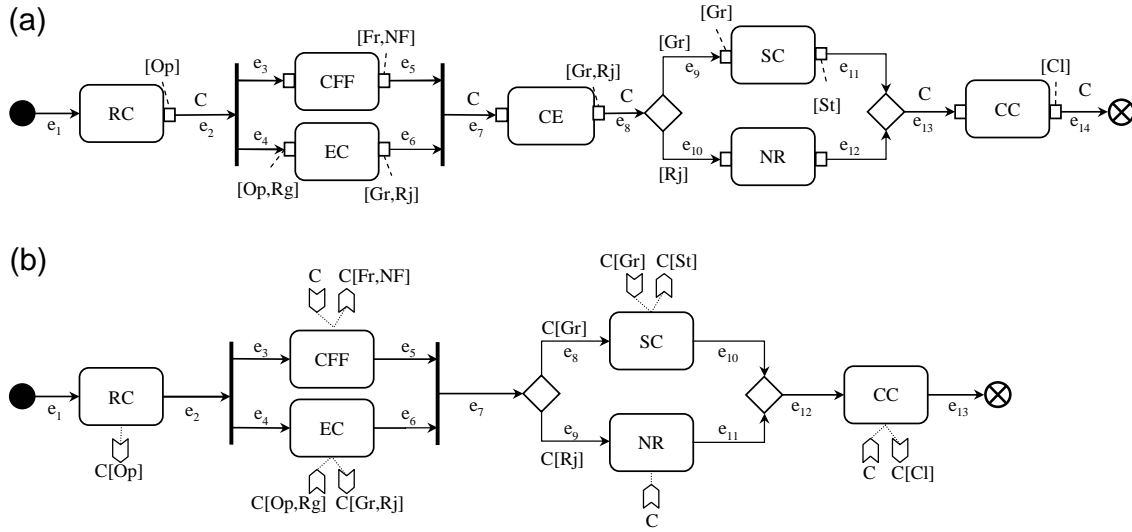 (a)
[Op]
RC
e1
C
e2
e3
e4
CFF
[Fr,NF]
e5
EC
[Op,Rg]
[Gr,Rj]
e6
C
e7
CE
[Gr,Rj]
C
e8
[Gr]
e9
[Gr]
SC
[St]
e11
e10
[Rj]
NR
e12
C
e13
CC
[Cl]
C
e14
(b)
C
C[Fr,NF]
C[Gr]
C[St]
e1
RC
C[Op]
e2
e3
CFF
e5
e4
EC
e6
C[Op,Rg]
C[Gr,Rj]
e7
C[Gr]
e8
SC
e10
e9
C[Rj]
NR
C
e11
e12
CC
C
C[Cl]
e13